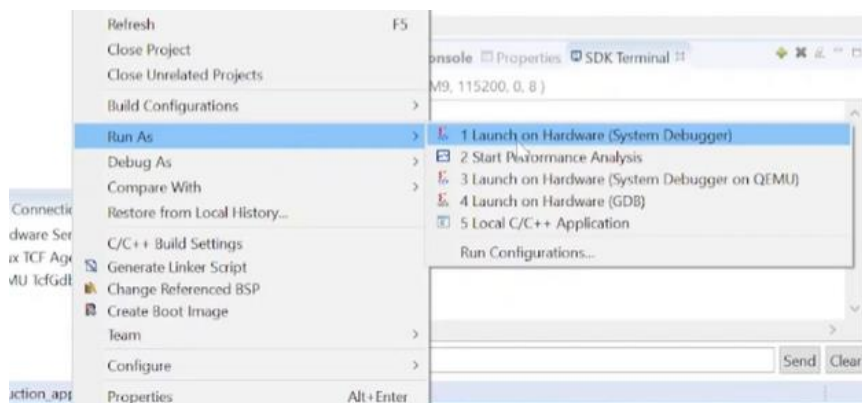 Refresh F5
Close Project
Close Unrelated Projects
Build Configurations
Run As
Debug As
Compare With
Restore from Local History...
C/C++ Build Settings
Generate Linker Script
Change Referenced BSP
Create Boot Image
Team
Configure
Properties Alt+Enter
onsole Properties SDK Terminal
M9, 115200, 0, 8 )
1 Launch on Hardware (System Debugger)
2 Start Performance Analysis
3 Launch on Hardware (System Debugger on QEMU)
4 Launch on Hardware (GDB)
5 Local C/C++ Application
Run Configurations...
Connectic
dware Ser
ux TCF Age
MU TcfGdb
Send Clear
uction_app